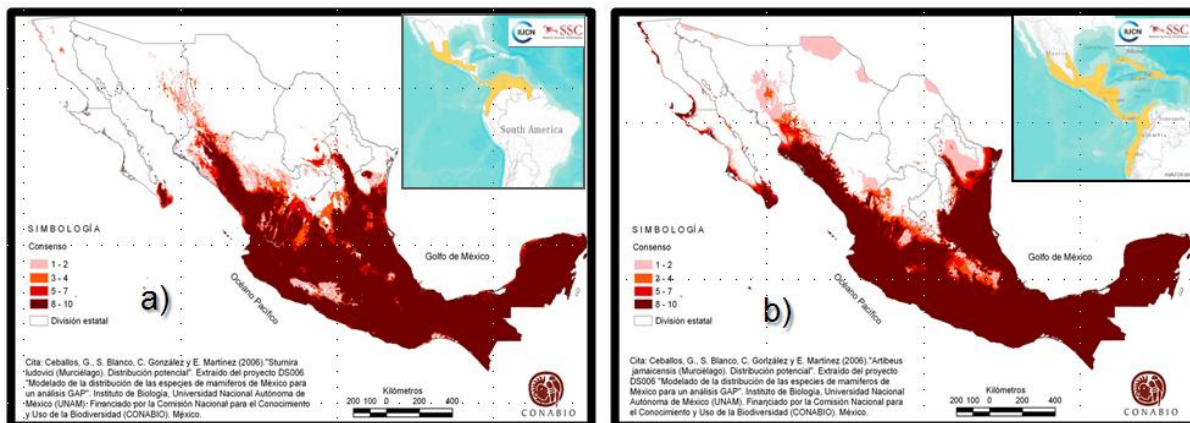 IUCN
SSC
South America
SIMBOLOGÍA
Consenso
1 - 2
3 - 4
5 - 7
8 - 10
División estatal
a)
Golfo de México
Océano Pacífico
Cita: Ceballos, G., S. Blanco, C. González y E. Martínez (2006)."Sturnira
ludovici (Murciélago). Distribución potencial". Extraído del proyecto DS006
"Modelado de la distribución de las especies de mamíferos de México para
un análisis GAP". Instituto de Biología, Universidad Nacional Autónoma de
México (UNAM). Financiado por la Comisión Nacional para el Conocimiento
y Uso de la Biodiversidad (CONABIO). México.
Kilómetros
200 100 0 200 400
CONABIO
IUCN
SSC
México
SIMBOLOGÍA
Consenso
1 - 2
3 - 4
5 - 7
8 - 10
División estatal
b)
Golfo de México
Océano Pacífico
Cita: Ceballos, G., S. Blanco, C. González y E. Martínez (2006)."Artibeus
jamaicensis (Murciélago). Distribución potencial". Extraído del proyecto
DS006 "Modelado de la distribución de las especies de mamíferos de
México para un análisis GAP". Instituto de Biología, Universidad Nacional
Autónoma de México (UNAM). Financiado por la Comisión Nacional para
el Conocimiento y Uso de la Biodiversidad (CONABIO). México.
Kilómetros
200 100 0 200 400
CONABIO